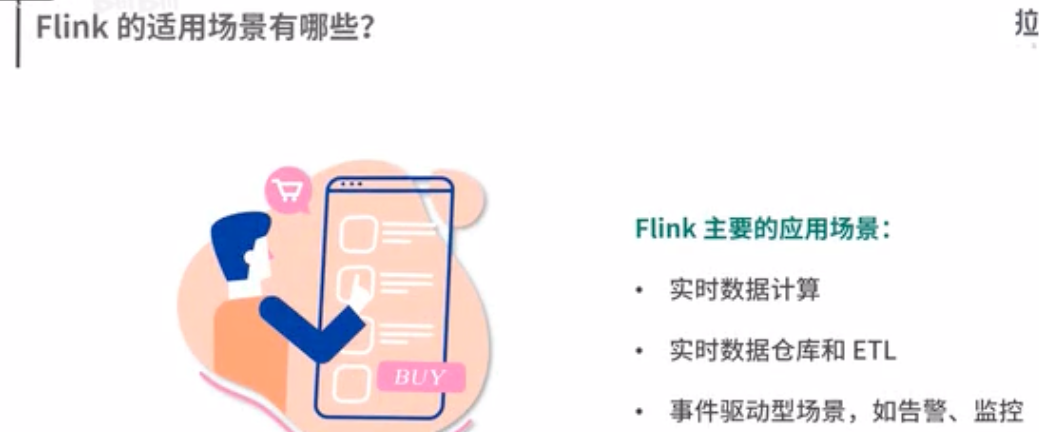 Flink 的适用场景有哪些?
拉
Flink 主要的应用场景：
• 实时数据计算
• 实时数据仓库和 ETL
• 事件驱动型场景，如告警、监控
BUY